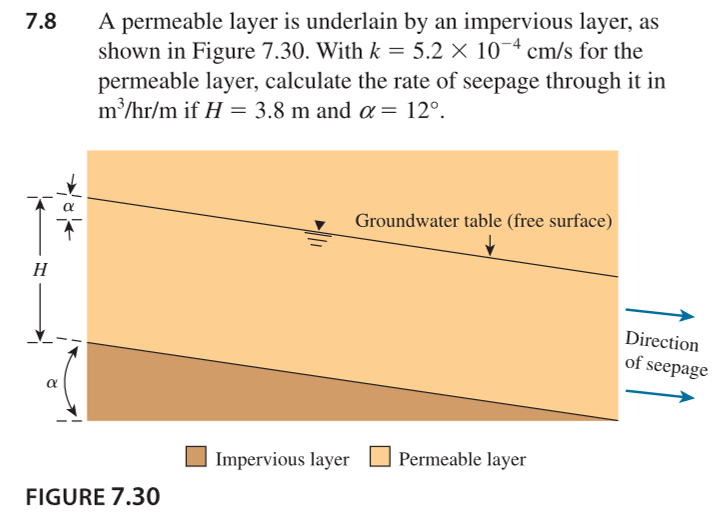 7.8 A permeable layer is underlain by an impervious layer, as
shown in Figure 7.30. With k = 5.2 × 10⁻⁴ cm/s for the
permeable layer, calculate the rate of seepage through it in
m³/hr/m if H = 3.8 m and α = 12°.
α
Groundwater table (free surface)
H
Direction
of seepage
α
Impervious layer
Permeable layer
FIGURE 7.30